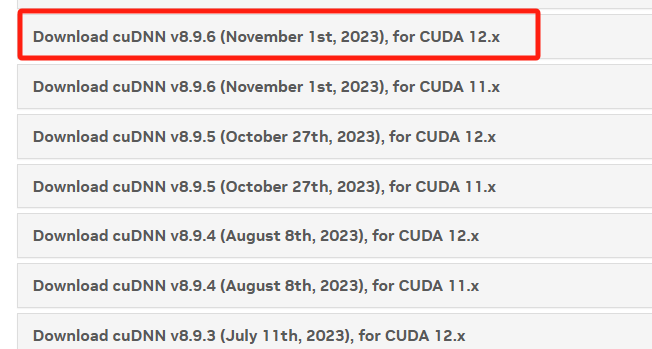 Download cuDNN v8.9.6 (November 1st, 2023), for CUDA 12.x
Download cuDNN v8.9.6 (November 1st, 2023), for CUDA 11.x
Download cuDNN v8.9.5 (October 27th, 2023), for CUDA 12.x
Download cuDNN v8.9.5 (October 27th, 2023), for CUDA 11.x
Download cuDNN v8.9.4 (August 8th, 2023), for CUDA 12.x
Download cuDNN v8.9.4 (August 8th, 2023), for CUDA 11.x
Download cuDNN v8.9.3 (July 11th, 2023), for CUDA 12.x